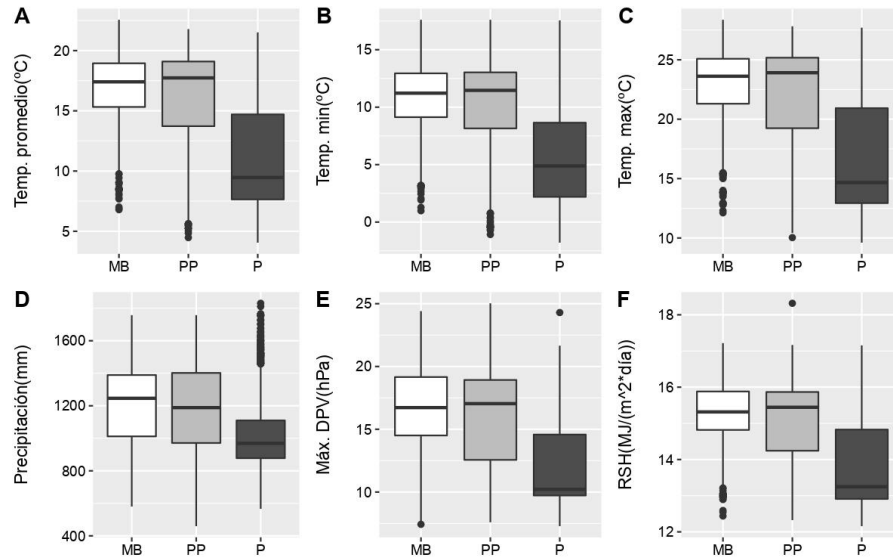 A
Temp. promedio(ºC)
20
15
10
5
MB
PP
P
B
Temp. min(ºC)
15
10
5
0
MB
PP
P
C
Temp. max(ºC)
25
20
15
10
MB
PP
P
D
Precipitación(mm)
1600
1200
800
400
MB
PP
P
E
Máx. DPV(hPa)
25
20
15
10
MB
PP
P
F
RSH(MJ/(m^2*día))
18
16
14
12
MB
PP
P